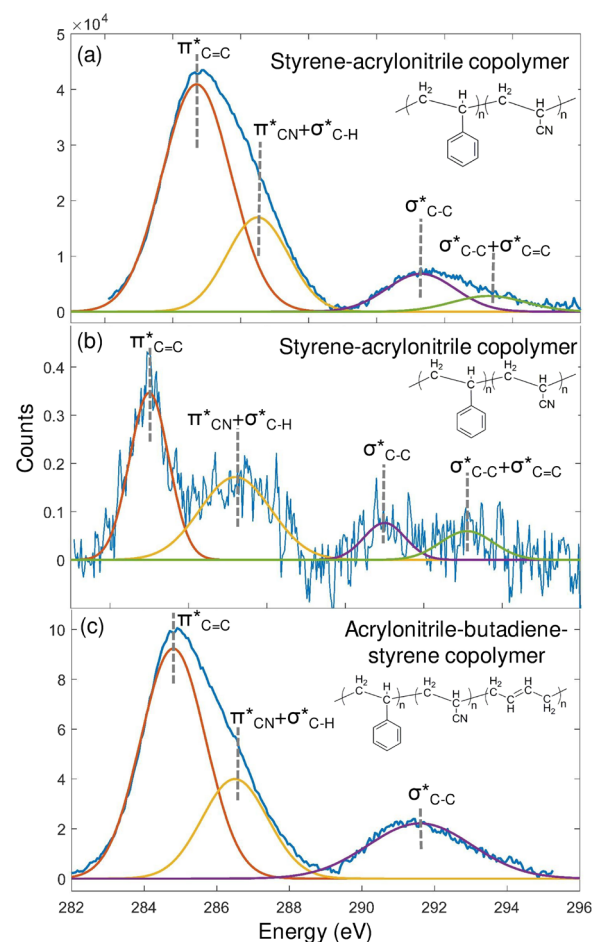 ×10⁴
5
4
3
2
1
0
(a)
π*C=C
Styrene-acrylonitrile copolymer
π*CN+σ*C-H
σ*C-C
σ*C-C+σ*C=C
H₂
C
H
C
n
H₂
C
H
C
CN
n
Counts
0.4
0.3
0.2
0.1
0
(b)
π*C=C
Styrene-acrylonitrile copolymer
π*CN+σ*C-H
σ*C-C
σ*C-C+σ*C=C
H₂
C
H
C
n
H₂
C
H
C
CN
n
10
8
6
4
2
0
(c)
π*C=C
Acrylonitrile-butadiene-
styrene copolymer
π*CN+σ*C-H
σ*C-C
H₂
C
H
C
n
H₂
C
H
C
CN
n
H₂
C
C
H
H
C
C
H₂
n
282 284 286 288 290 292 294 296
Energy (eV)